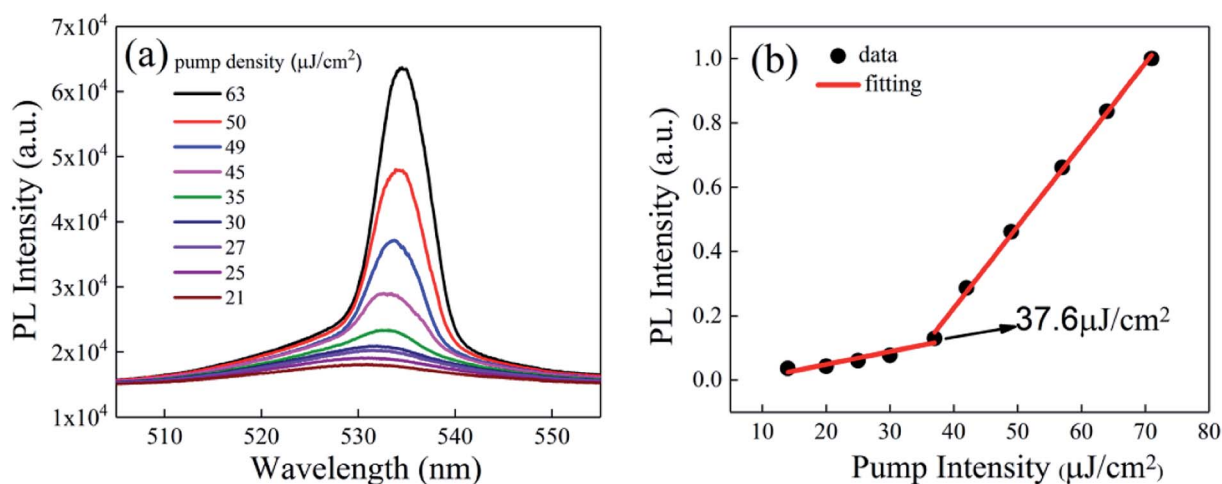 (a)
pump density (μJ/cm²)
63
50
49
45
35
30
27
25
21
7x10⁴
6x10⁴
5x10⁴
4x10⁴
3x10⁴
2x10⁴
1x10⁴
PL Intensity (a.u.)
510 520 530 540 550
Wavelength (nm)
(b)
data
fitting
1.0
0.8
0.6
0.4
0.2
0.0
PL Intensity (a.u.)
37.6μJ/cm²
10 20 30 40 50 60 70 80
Pump Intensity (μJ/cm²)